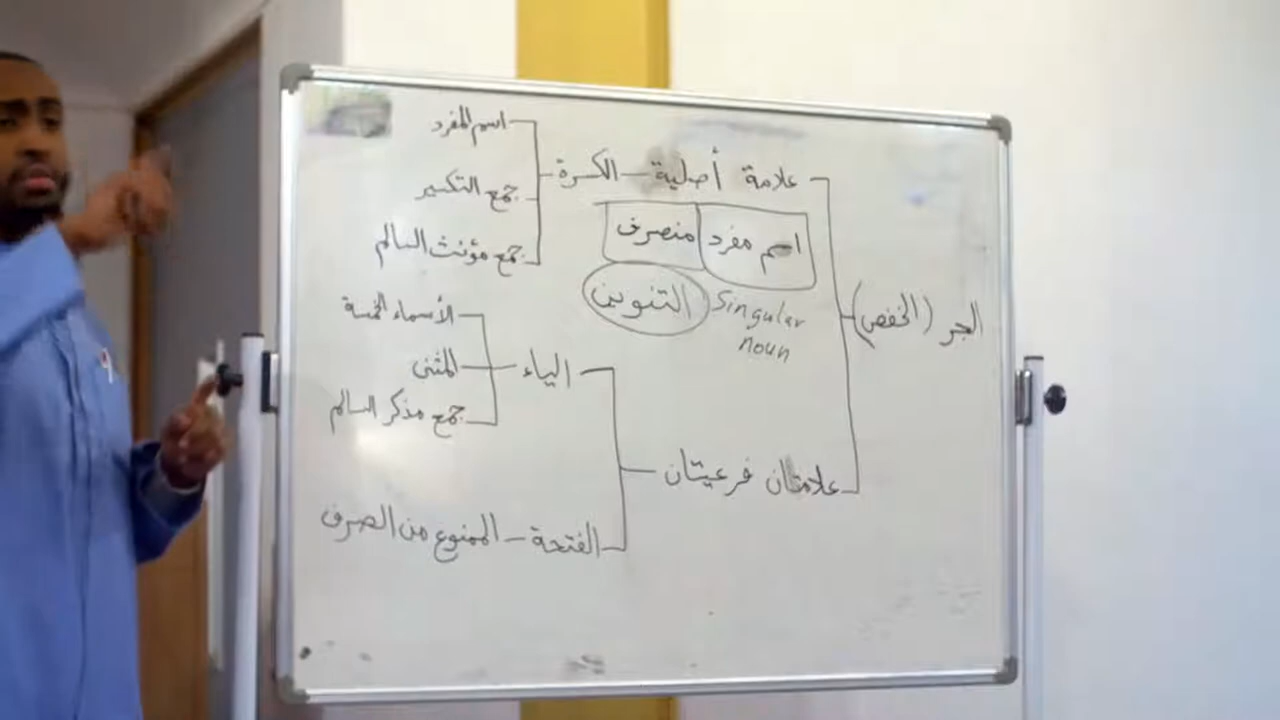 الجر (الخفض)
علامة أصلية - الكسرة
اسم المفرد
جمع التكسير
جمع مؤنث السالم
اسم مفرد منصرف
التنوين
Singular
noun
علامتان فرعيتان
الياء
الأسماء الخمسة
المثنى
جمع مذكر السالم
الفتحة - الممنوع من الصرف